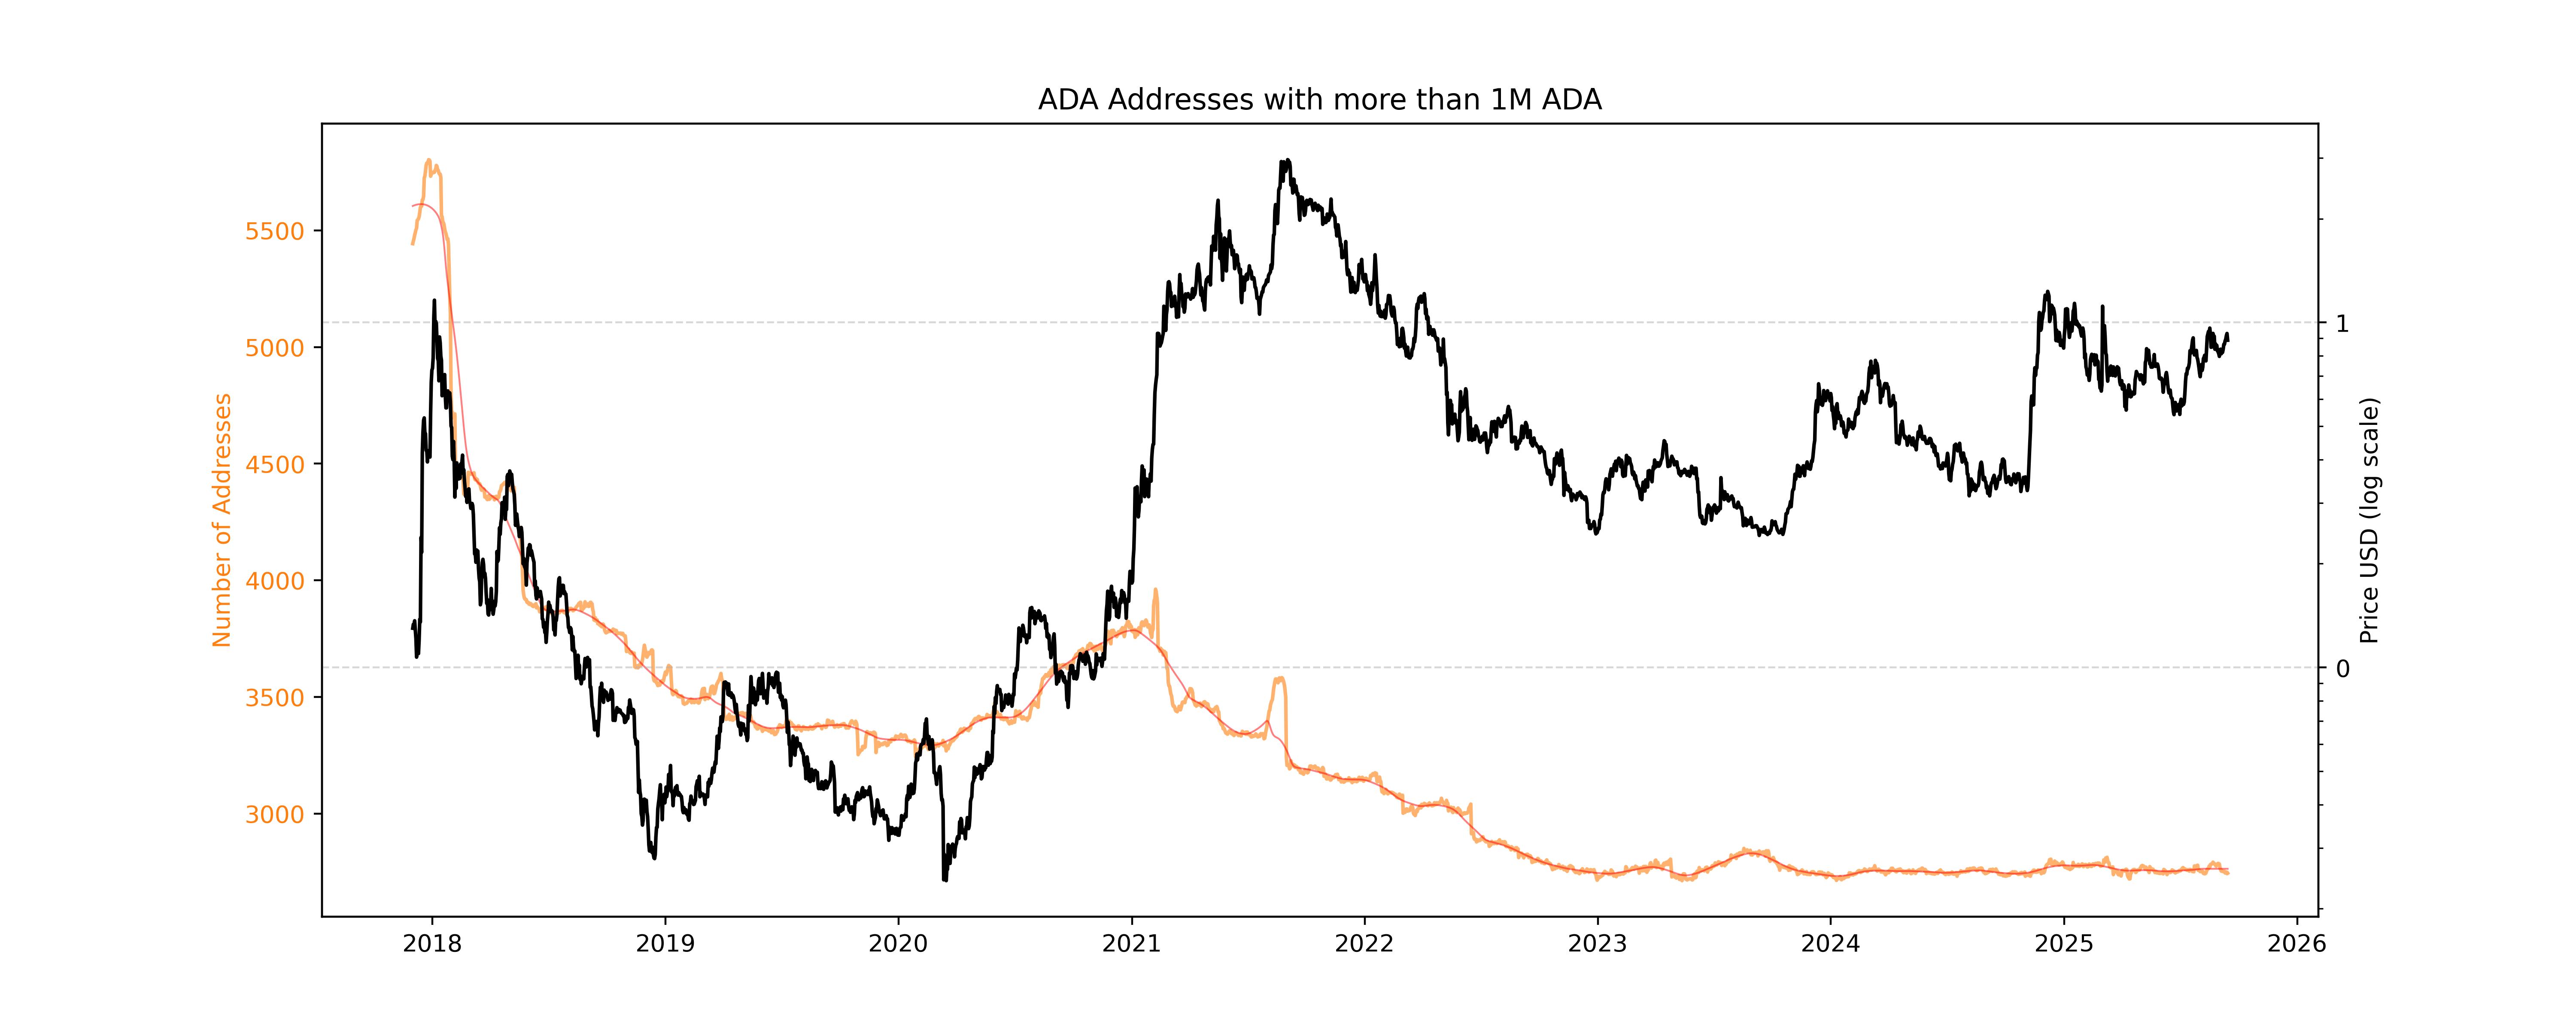 ADA Addresses with more than 1M ADA
Number of Addresses
5500
5000
4500
4000
3500
3000
1
0
Price USD (log scale)
2018 2019 2020 2021 2022 2023 2024 2025 2026